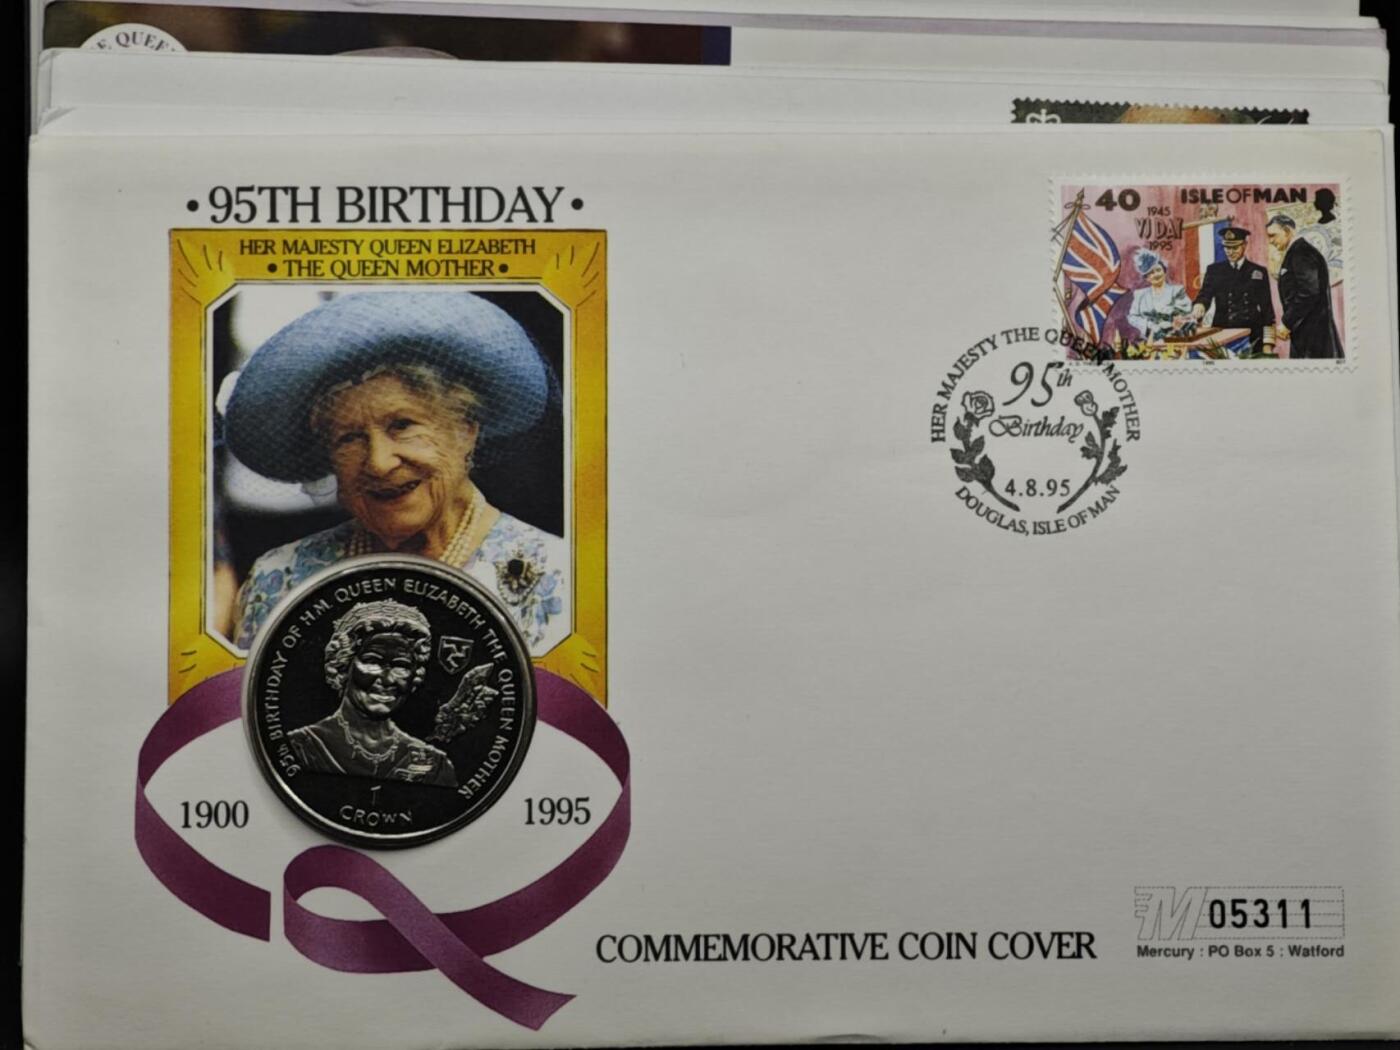 THE QUEE
• 95TH BIRTHDAY •
HER MAJESTY QUEEN ELIZABETH
• THE QUEEN MOTHER •
95th BIRTHDAY OF H.M. QUEEN ELIZABETH THE QUEEN MOTHER
1
CROWN
1900
1995
40
ISLE OF MAN
1945
VJ DAY
1995
HER MAJESTY THE QUEEN MOTHER
95th
Birthday
4.8.95
DOUGLAS, ISLE OF MAN
COMMEMORATIVE COIN COVER
M 05311
Mercury : PO Box 5 : Watford